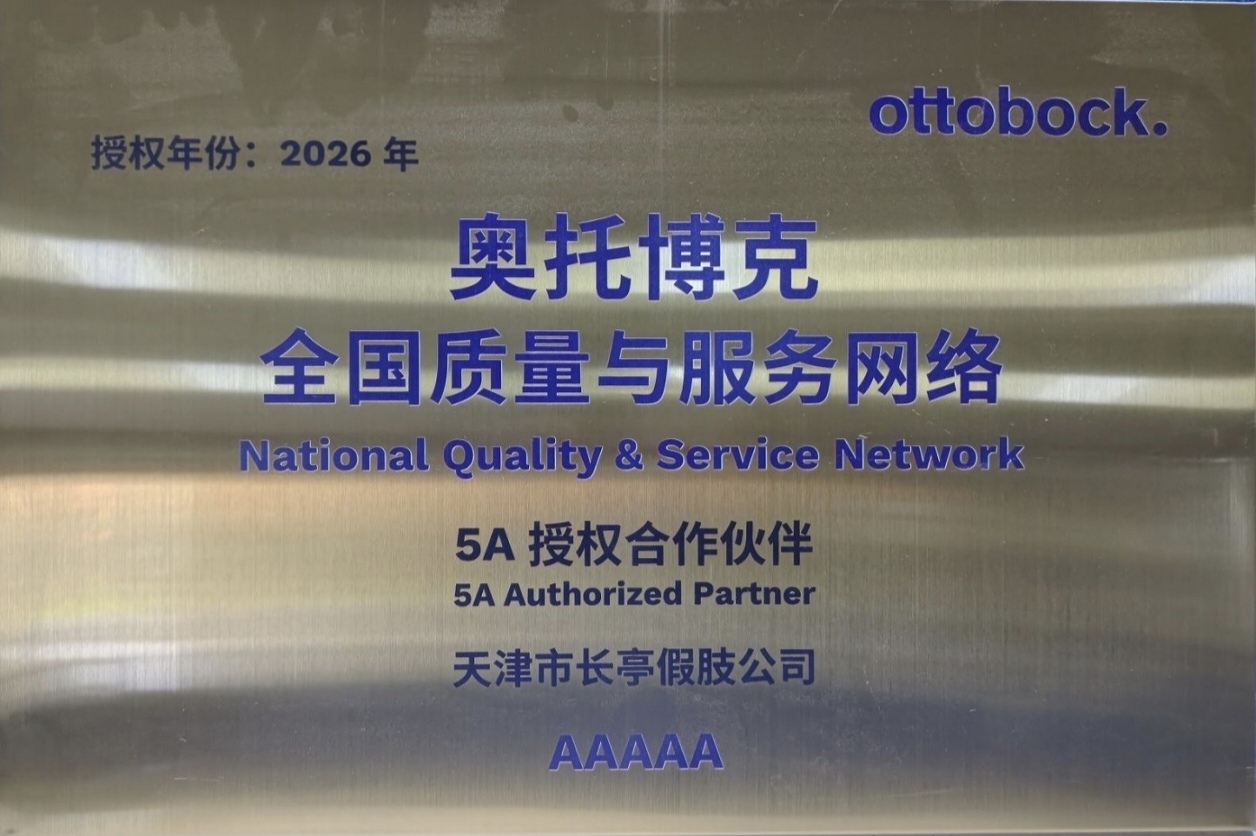 ottobock.
授权年份：2026 年
奥托博克
全国质量与服务网络
National Quality & Service Network
5A 授权合作伙伴
5A Authorized Partner
天津市长亭假肢公司
AAAAA